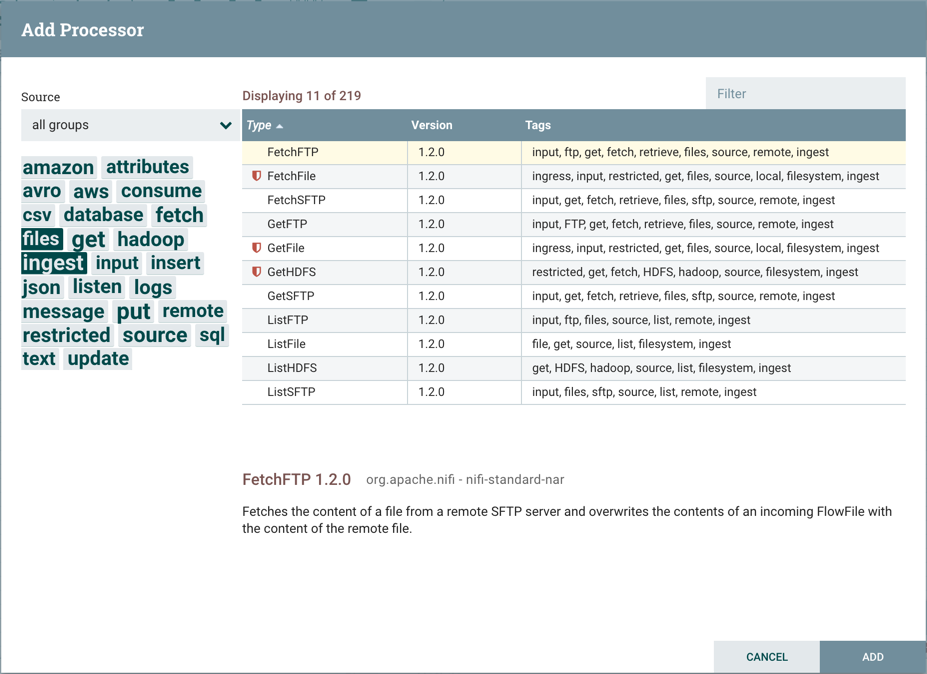 Add Processor
Source
Displaying 11 of 219
Filter
all groups
Type Version Tags
amazon attributes
avro aws consume
csv database fetch
files get hadoop
ingest input insert
json listen logs
message put remote
restricted source sql
text update
FetchFTP 1.2.0 input, ftp, get, fetch, retrieve, files, source, remote, ingest
FetchFile 1.2.0 ingress, input, restricted, get, files, source, local, filesystem, ingest
FetchSFTP 1.2.0 input, get, fetch, retrieve, files, sftp, source, remote, ingest
GetFTP 1.2.0 input, FTP, get, fetch, retrieve, files, source, remote, ingest
GetFile 1.2.0 ingress, input, restricted, get, files, source, local, filesystem, ingest
GetHDFS 1.2.0 restricted, get, fetch, HDFS, hadoop, source, filesystem, ingest
GetSFTP 1.2.0 input, get, fetch, retrieve, files, sftp, source, remote, ingest
ListFTP 1.2.0 input, ftp, files, source, list, remote, ingest
ListFile 1.2.0 file, get, source, list, filesystem, ingest
ListHDFS 1.2.0 get, HDFS, hadoop, source, list, filesystem, ingest
ListSFTP 1.2.0 input, files, sftp, source, list, remote, ingest
FetchFTP 1.2.0 org.apache.nifi - nifi-standard-nar
Fetches the content of a file from a remote SFTP server and overwrites the contents of an incoming FlowFile with
the content of the remote file.
CANCEL ADD